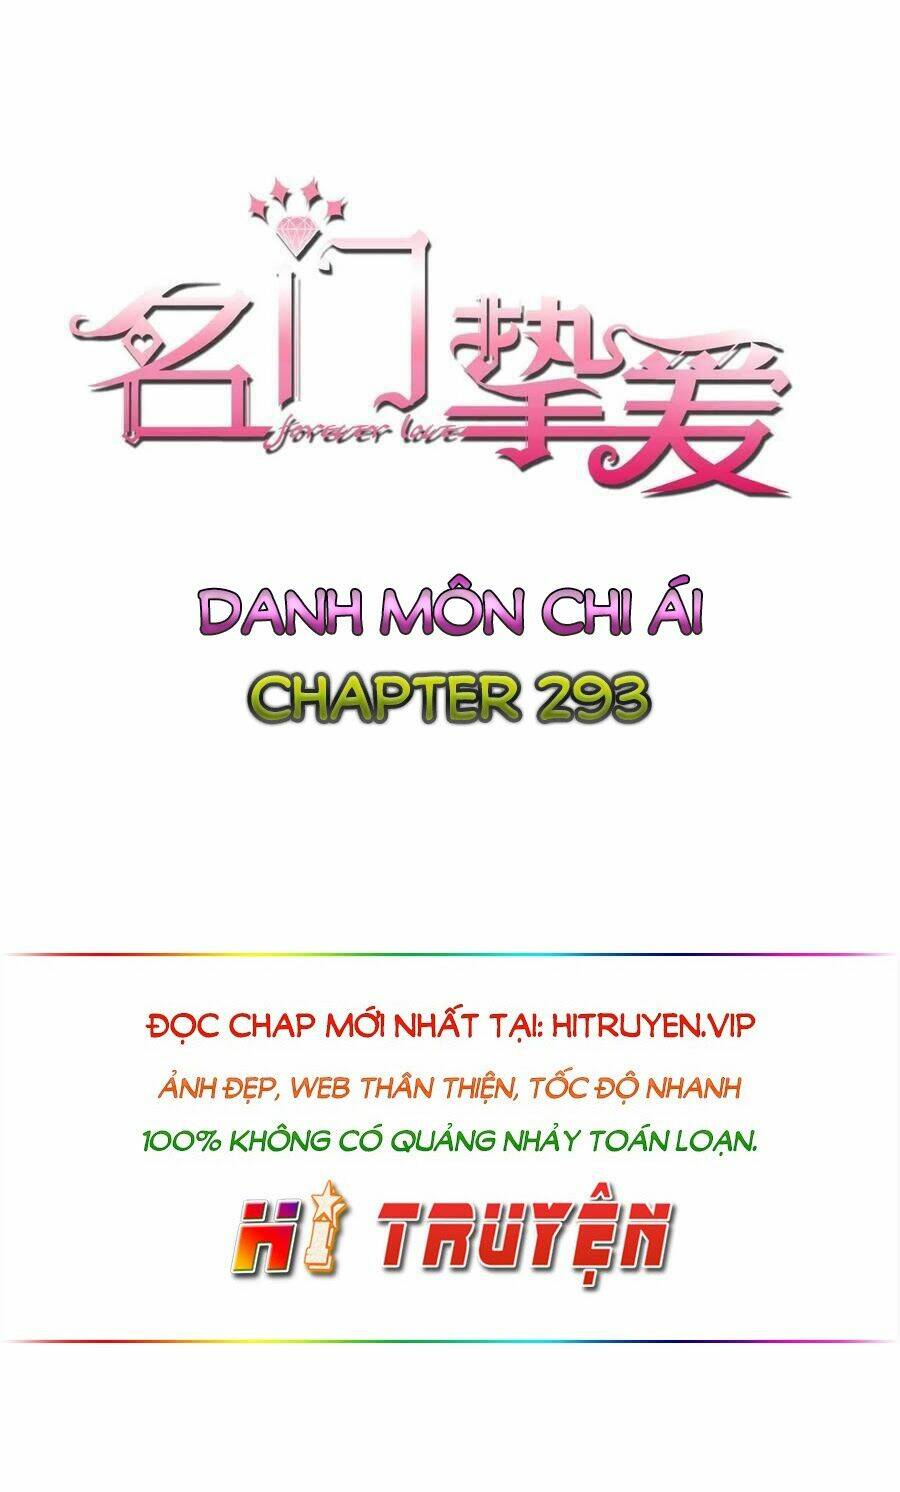 名门挚爱
forever love
DANH MÔN CHI ÁI
CHAPTER 293
ĐỌC CHAP MỚI NHẤT TẠI: HITRUYEN.VIP
ẢNH ĐẸP, WEB THÂN THIỆN, TỐC ĐỘ NHANH
100% KHÔNG CÓ QUẢNG NHẢY TOÁN LOẠN.
Hi TRUYỆN